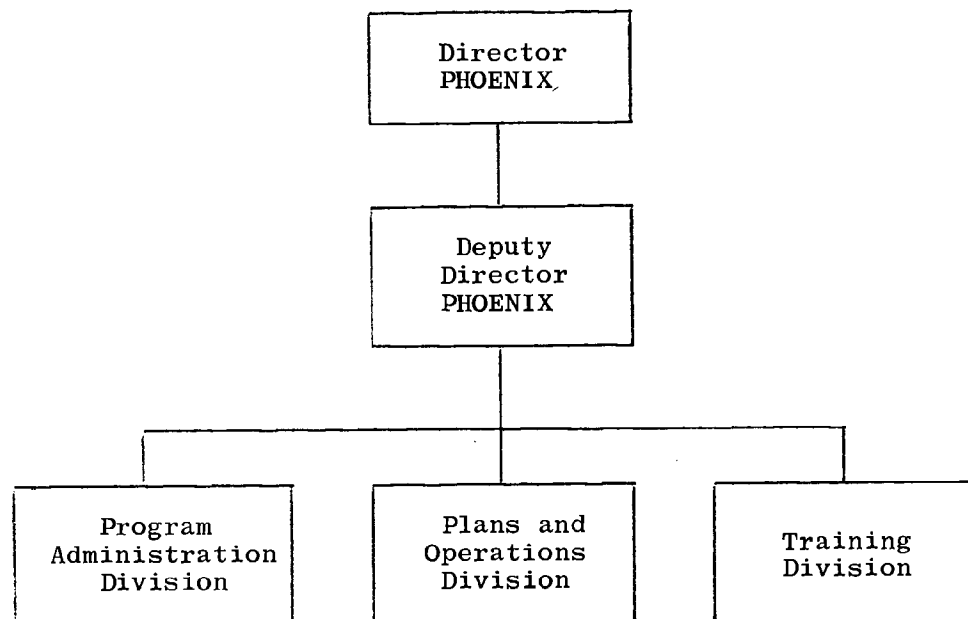 Director
PHOENIX
Deputy
Director
PHOENIX
Program
Administration
Division
Plans and
Operations
Division
Training
Division